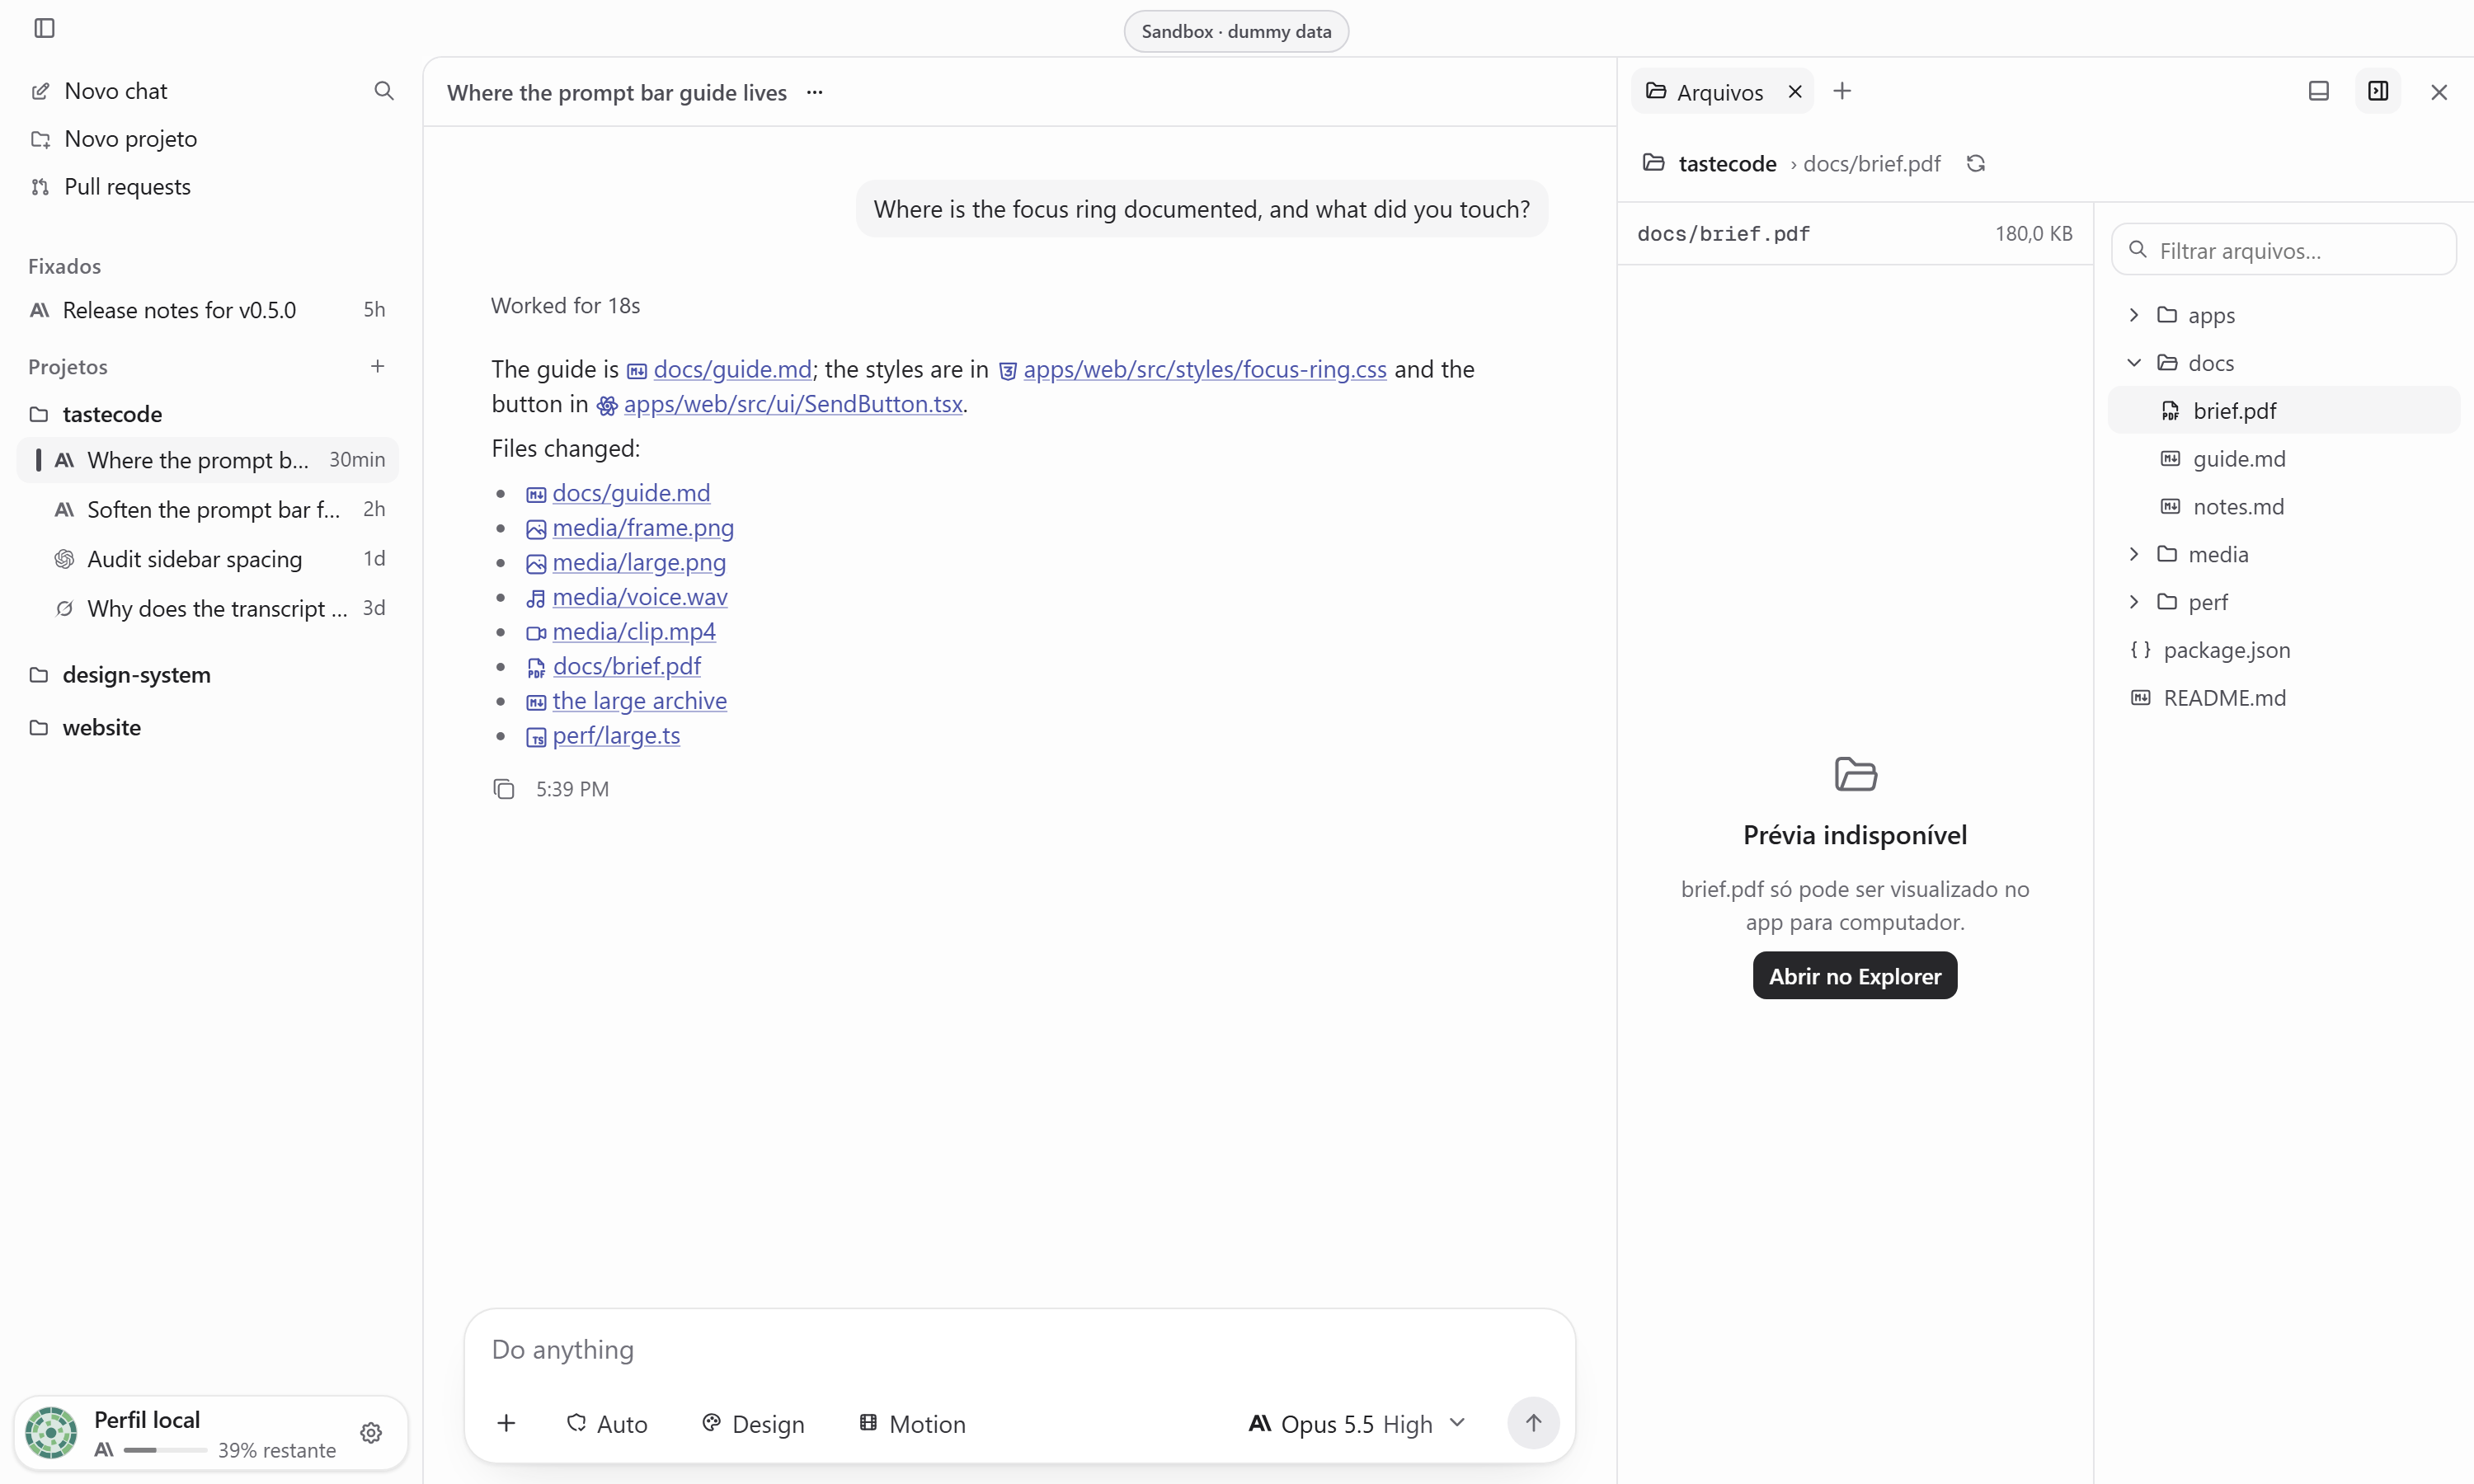 Sandbox · dummy data
Novo chat
Novo projeto
Pull requests
Fixados
Release notes for v0.5.0 5h
Projetos
tastecode
Where the prompt b... 30min
Soften the prompt bar f... 2h
Audit sidebar spacing 1d
Why does the transcript ... 3d
design-system
website
Perfil local
39% restante
Where the prompt bar guide lives ...
Where is the focus ring documented, and what did you touch?
Worked for 18s
The guide is docs/guide.md; the styles are in apps/web/src/styles/focus-ring.css and the
button in apps/web/src/ui/SendButton.tsx.
Files changed:
docs/guide.md
media/frame.png
media/large.png
media/voice.wav
media/clip.mp4
docs/brief.pdf
the large archive
perf/large.ts
5:39 PM
Do anything
Auto Design Motion Opus 5.5 High
Arquivos
tastecode › docs/brief.pdf
docs/brief.pdf 180,0 KB
Prévia indisponível
brief.pdf só pode ser visualizado no
app para computador.
Abrir no Explorer
Filtrar arquivos...
apps
docs
brief.pdf
guide.md
notes.md
media
perf
package.json
README.md